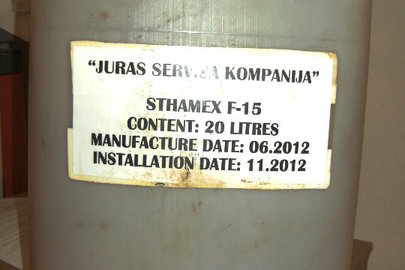 "JURAS SERVISA KOMPANIJA"
STHAMEX F-15
CONTENT: 20 LITRES
MANUFACTURE DATE: 06.2012
INSTALLATION DATE: 11.2012